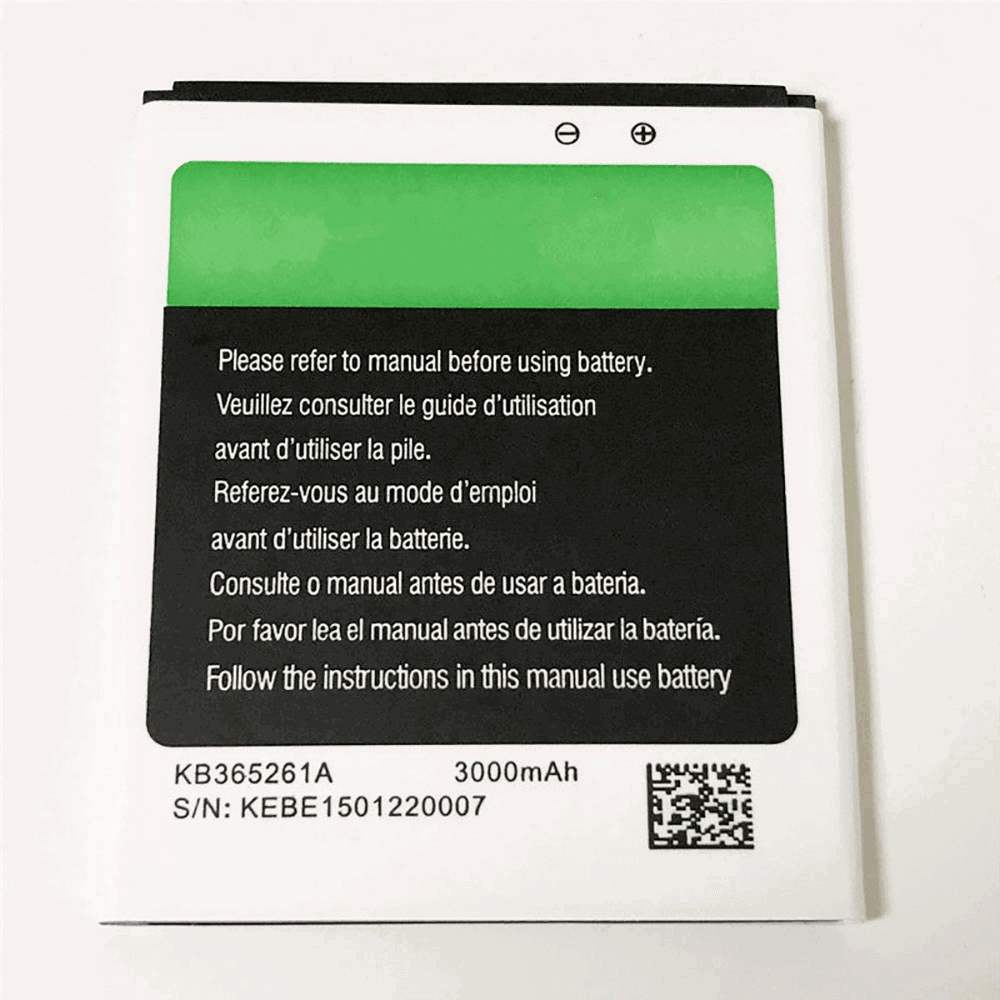 ⊖ ⊕
Please refer to manual before using battery.
Veuillez consulter le guide d'utilisation
avant d'utiliser la pile.
Referez-vous au mode d'emploi
avant d'utiliser la batterie.
Consulte o manual antes de usar a bateria.
Por favor lea el manual antes de utilizar la batería.
Follow the instructions in this manual use battery
KB365261A 3000mAh
S/N: KEBE1501220007